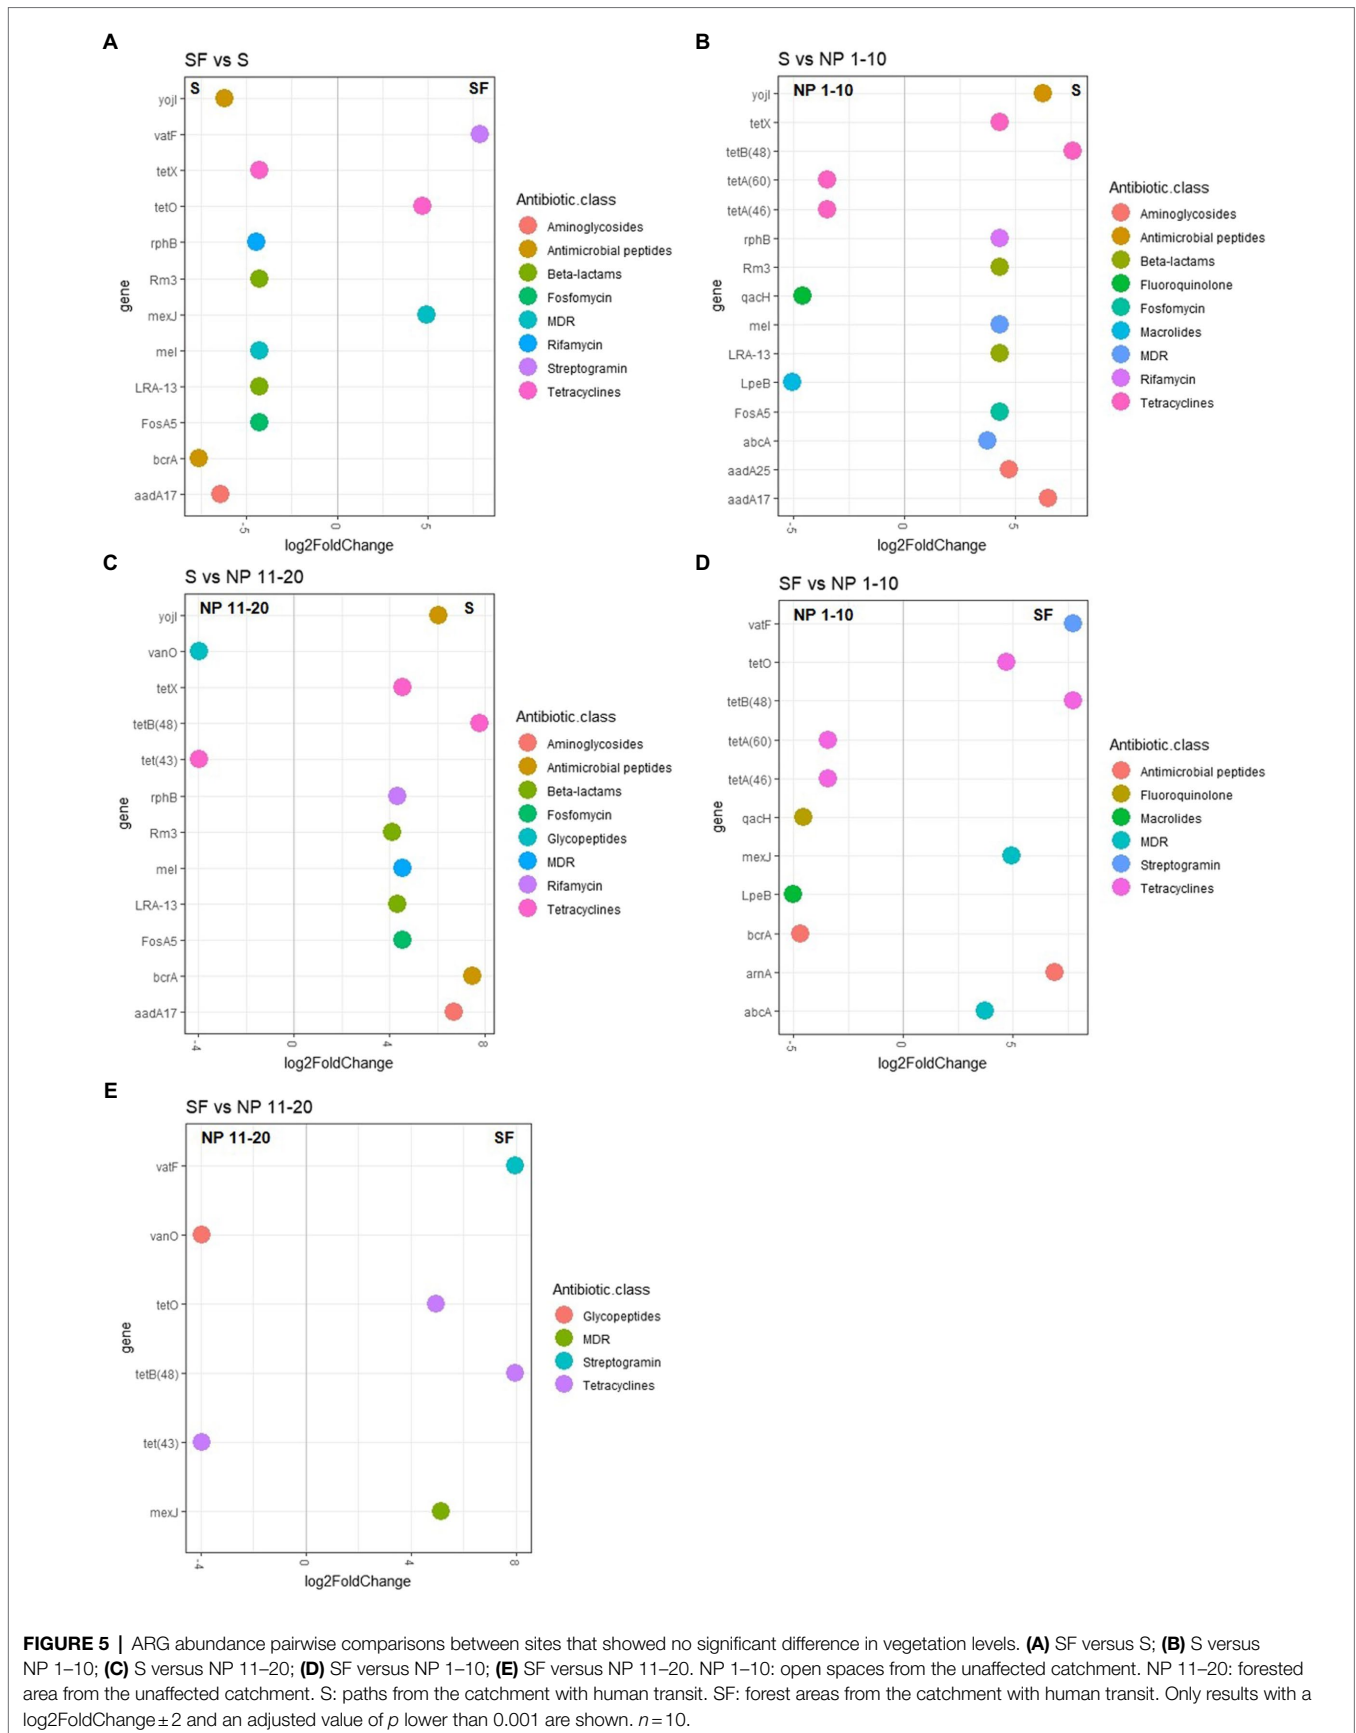 A
SF vs S
S
SF
yojI
vatF
tetX
tetO
rphB
Rm3
mexJ
mel
LRA-13
FosA5
bcrA
aadA17
gene
-5
0
5
log2FoldChange
Antibiotic.class
Aminoglycosides
Antimicrobial peptides
Beta-lactams
Fosfomycin
MDR
Rifamycin
Streptogramin
Tetracyclines
B
S vs NP 1-10
NP 1-10
S
yojI
tetX
tetB(48)
tetA(60)
tetA(46)
rphB
Rm3
qacH
mel
LRA-13
LpeB
FosA5
abcA
aadA25
aadA17
gene
-5
0
5
log2FoldChange
Antibiotic.class
Aminoglycosides
Antimicrobial peptides
Beta-lactams
Fluoroquinolone
Fosfomycin
Macrolides
MDR
Rifamycin
Tetracyclines
C
S vs NP 11-20
NP 11-20
S
yojI
vanO
tetX
tetB(48)
tet(43)
rphB
Rm3
mel
LRA-13
FosA5
bcrA
aadA17
gene
-4
0
4
8
log2FoldChange
Antibiotic.class
Aminoglycosides
Antimicrobial peptides
Beta-lactams
Fosfomycin
Glycopeptides
MDR
Rifamycin
Tetracyclines
D
SF vs NP 1-10
NP 1-10
SF
vatF
tetO
tetB(48)
tetA(60)
tetA(46)
qacH
mexJ
LpeB
bcrA
arnA
abcA
gene
-5
0
5
log2FoldChange
Antibiotic.class
Antimicrobial peptides
Fluoroquinolone
Macrolides
MDR
Streptogramin
Tetracyclines
E
SF vs NP 11-20
NP 11-20
SF
vatF
vanO
tetO
tetB(48)
tet(43)
mexJ
gene
-4
0
4
8
log2FoldChange
Antibiotic.class
Glycopeptides
MDR
Streptogramin
Tetracyclines
FIGURE 5 | ARG abundance pairwise comparisons between sites that showed no significant difference in vegetation levels. (A) SF versus S; (B) S versus
NP 1–10; (C) S versus NP 11–20; (D) SF versus NP 1–10; (E) SF versus NP 11–20. NP 1–10: open spaces from the unaffected catchment. NP 11–20: forested
area from the unaffected catchment. S: paths from the catchment with human transit. SF: forest areas from the catchment with human transit. Only results with a
log2FoldChange ± 2 and an adjusted value of p lower than 0.001 are shown. n = 10.